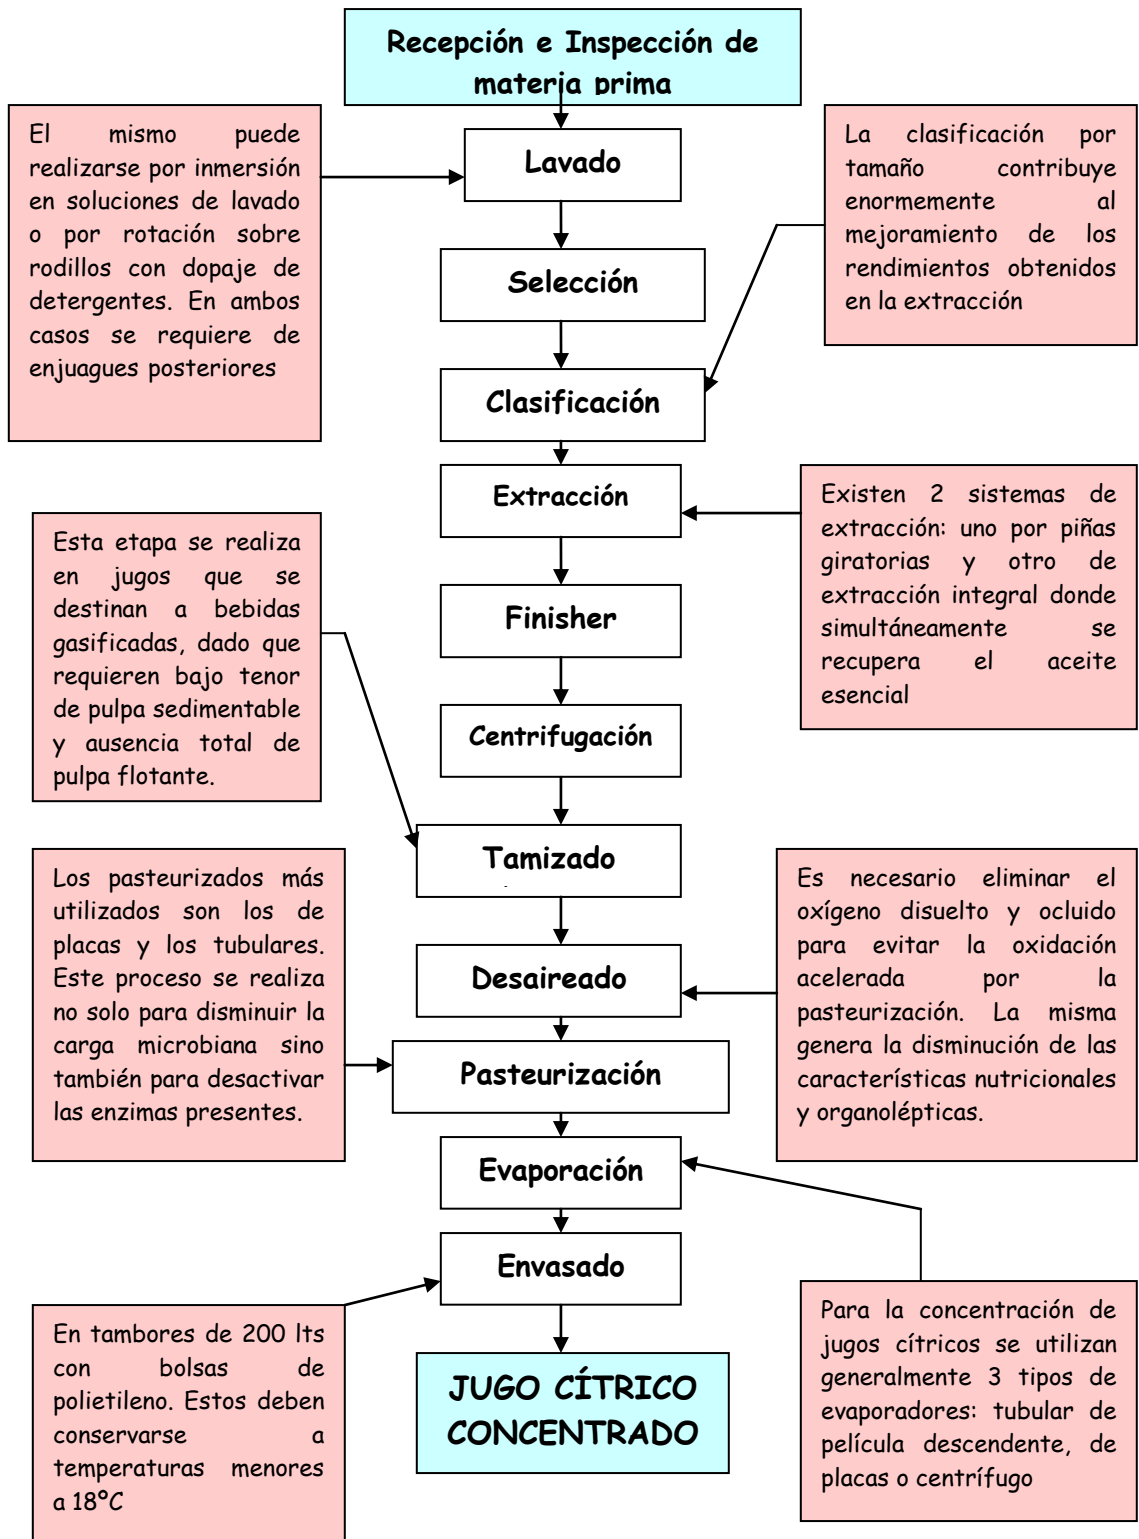 Recepción e Inspección de
materia prima
El mismo puede
realizarse por inmersión
en soluciones de lavado
o por rotación sobre
rodillos con dopaje de
detergentes. En ambos
casos se requiere de
enjuagues posteriores
Lavado
La clasificación por
tamaño contribuye
enormemente al
mejoramiento de los
rendimientos obtenidos
en la extracción
Selección
Clasificación
Extracción
Existen 2 sistemas de
extracción: uno por piñas
giratorias y otro de
extracción integral donde
simultáneamente se
recupera el aceite
esencial
Esta etapa se realiza
en jugos que se
destinan a bebidas
gasificadas, dado que
requieren bajo tenor
de pulpa sedimentable
y ausencia total de
pulpa flotante.
Finisher
Centrifugación
Tamizado
Los pasteurizados más
utilizados son los de
placas y los tubulares.
Este proceso se realiza
no solo para disminuir la
carga microbiana sino
también para desactivar
las enzimas presentes.
Es necesario eliminar el
oxígeno disuelto y ocluido
para evitar la oxidación
acelerada por la
pasteurización. La misma
genera la disminución de las
características nutricionales
y organolépticas.
Desaireado
Pasteurización
Evaporación
Envasado
En tambores de 200 lts
con bolsas de
polietileno. Estos deben
conservarse a
temperaturas menores
a 18ºC
Para la concentración de
jugos cítricos se utilizan
generalmente 3 tipos de
evaporadores: tubular de
película descendente, de
placas o centrífugo
JUGO CÍTRICO
CONCENTRADO